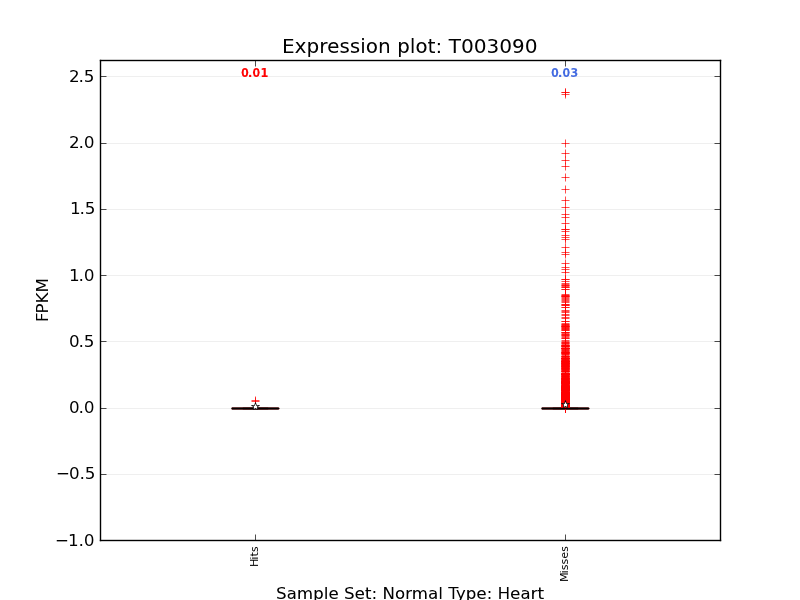 Expression plot: T003090
0.01
0.03
2.5
2.0
1.5
1.0
0.5
0.0
−0.5
−1.0
FPKM
Hits
Misses
Sample Set: Normal Type: Heart